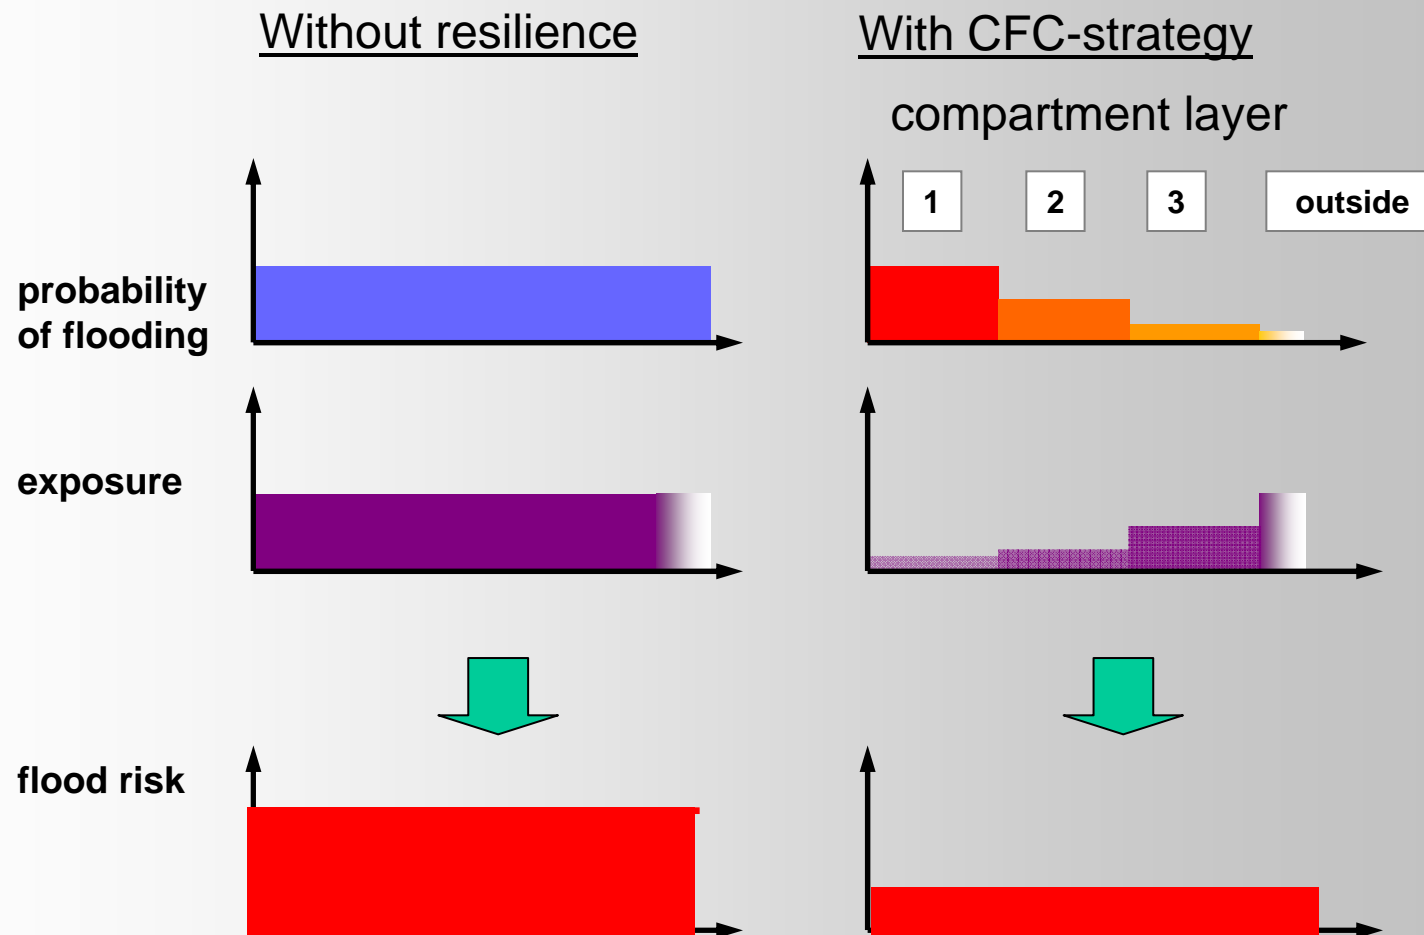 Without resilience
With CFC-strategy
compartment layer
1
2
3
outside
probability
of flooding
exposure
flood risk